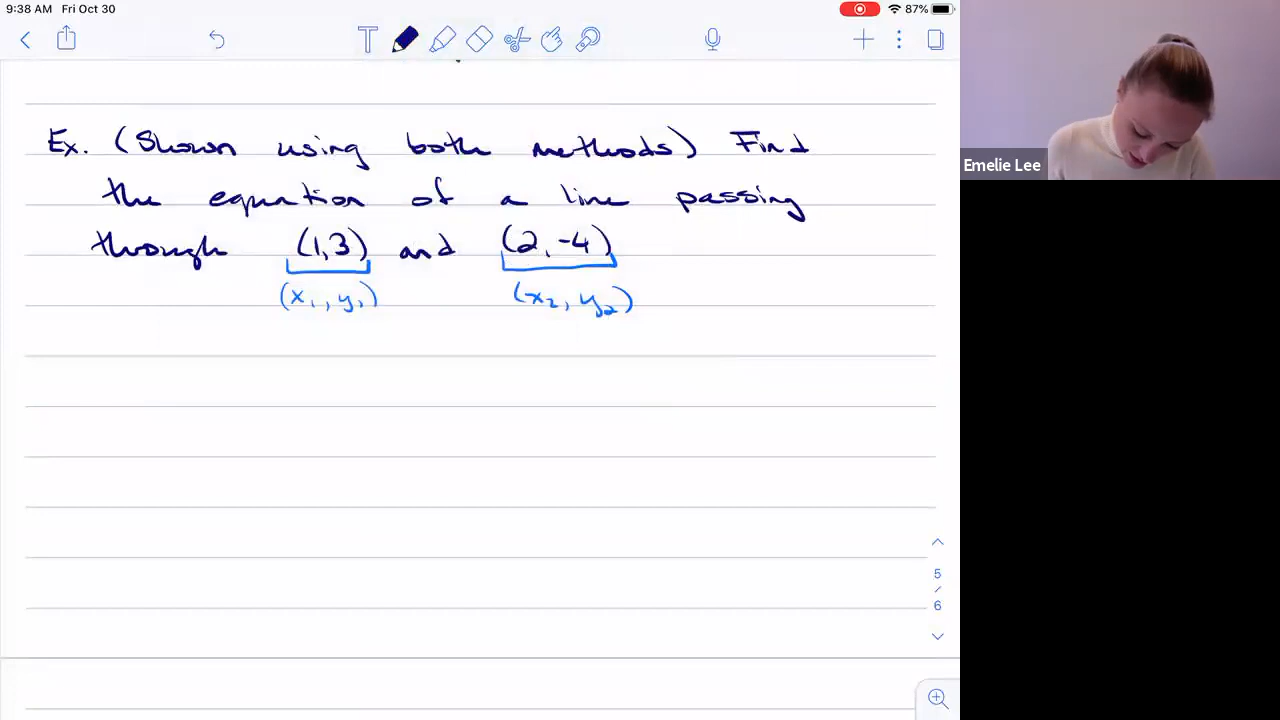 9:38 AM Fri Oct 30
87%
T
Ex. (Shown using both methods) Find
the equation of a line passing
through (1,3) and (2,-4)
(x₁, y₁) (x₂, y₂)
Emelie Lee
5
6